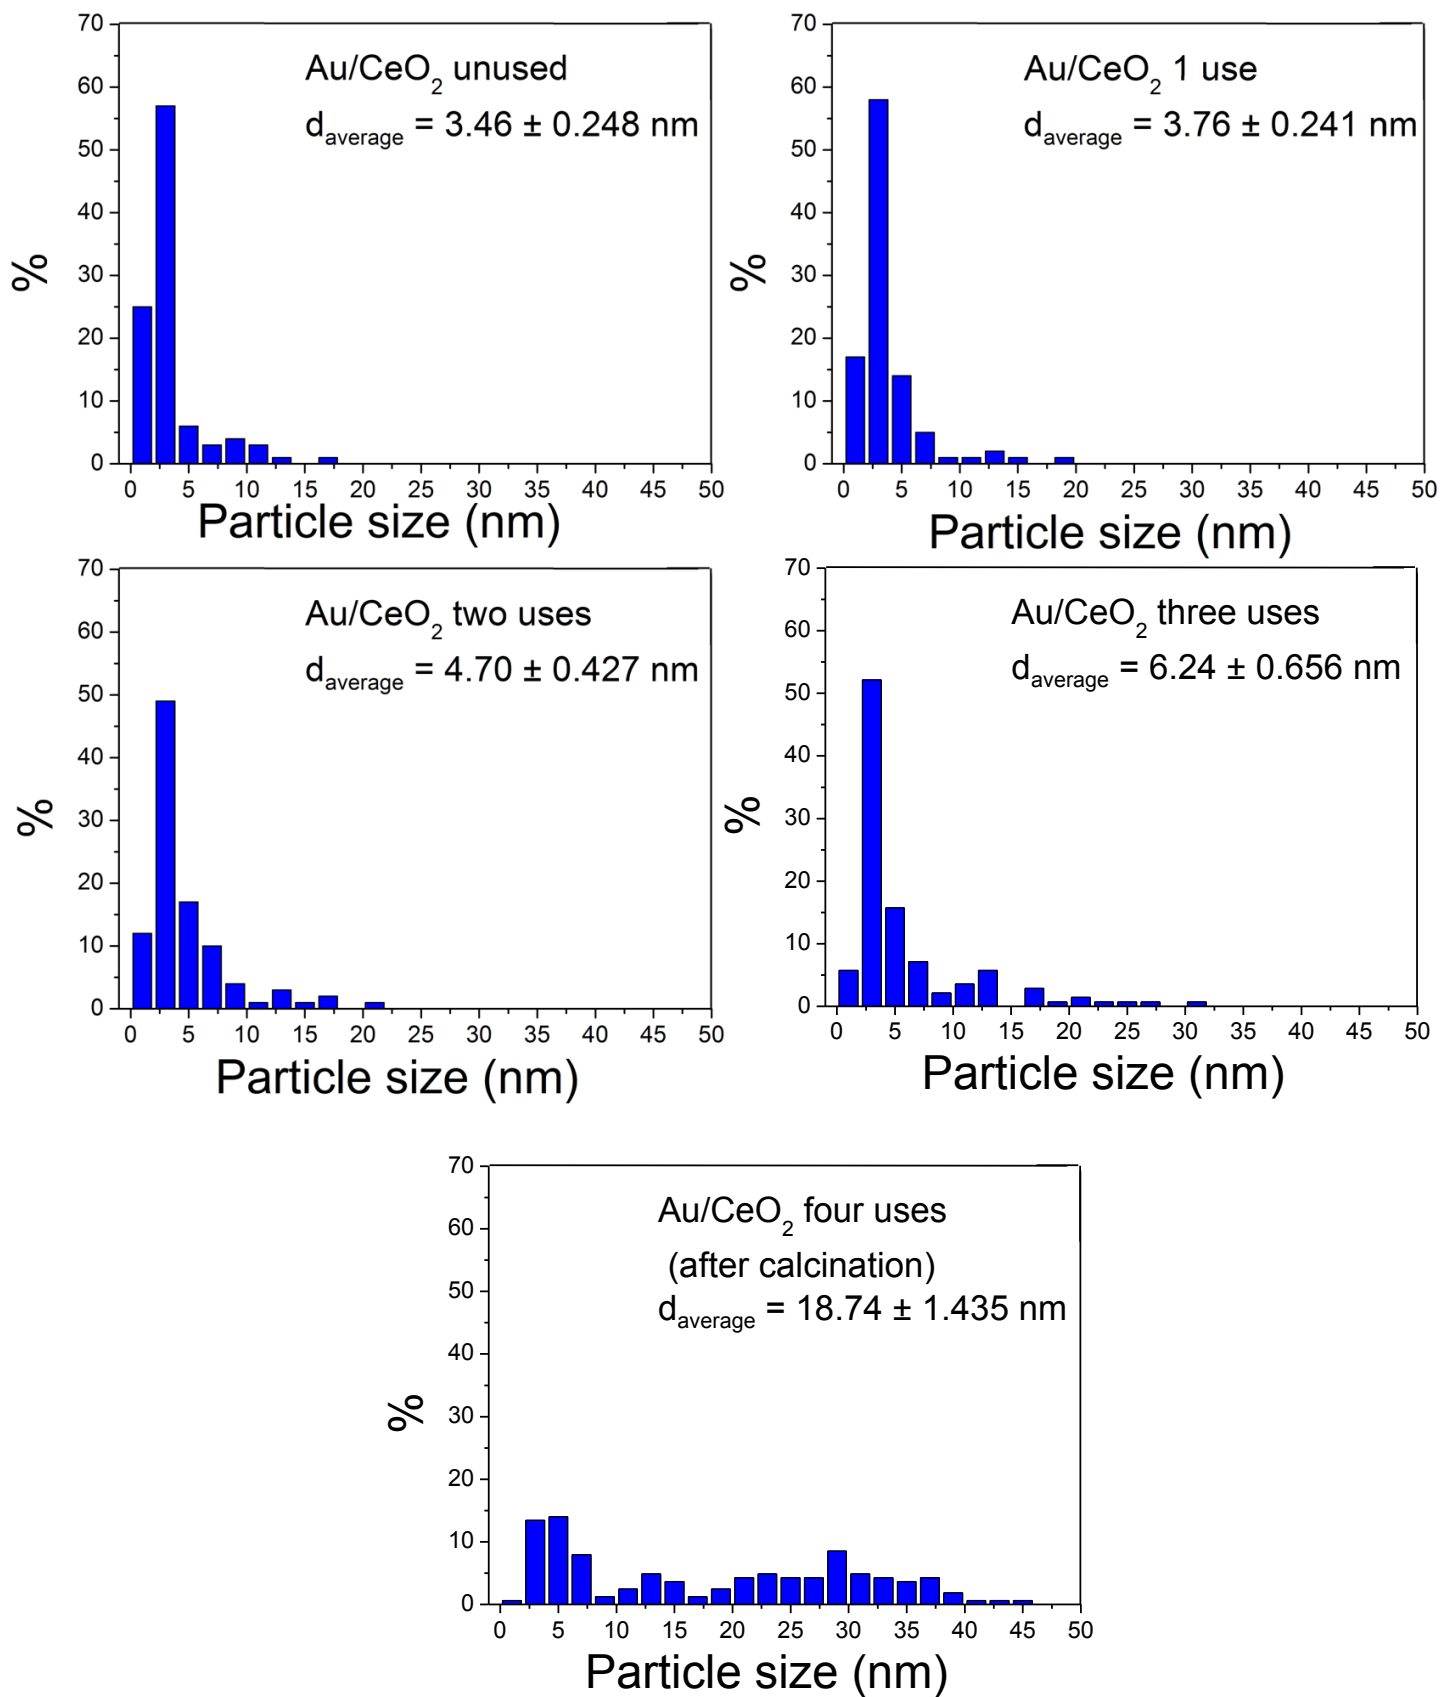 70
60
50
40
30
20
10
0
%
Au/CeO2 unused
daverage = 3.46 ± 0.248 nm
0 5 10 15 20 25 30 35 40 45 50
Particle size (nm)
70
60
50
40
30
20
10
0
%
Au/CeO2 1 use
daverage = 3.76 ± 0.241 nm
0 5 10 15 20 25 30 35 40 45 50
Particle size (nm)
70
60
50
40
30
20
10
0
%
Au/CeO2 two uses
daverage = 4.70 ± 0.427 nm
0 5 10 15 20 25 30 35 40 45 50
Particle size (nm)
70
60
50
40
30
20
10
0
%
Au/CeO2 three uses
daverage = 6.24 ± 0.656 nm
0 5 10 15 20 25 30 35 40 45 50
Particle size (nm)
70
60
50
40
30
20
10
0
%
Au/CeO2 four uses
(after calcination)
daverage = 18.74 ± 1.435 nm
0 5 10 15 20 25 30 35 40 45 50
Particle size (nm)